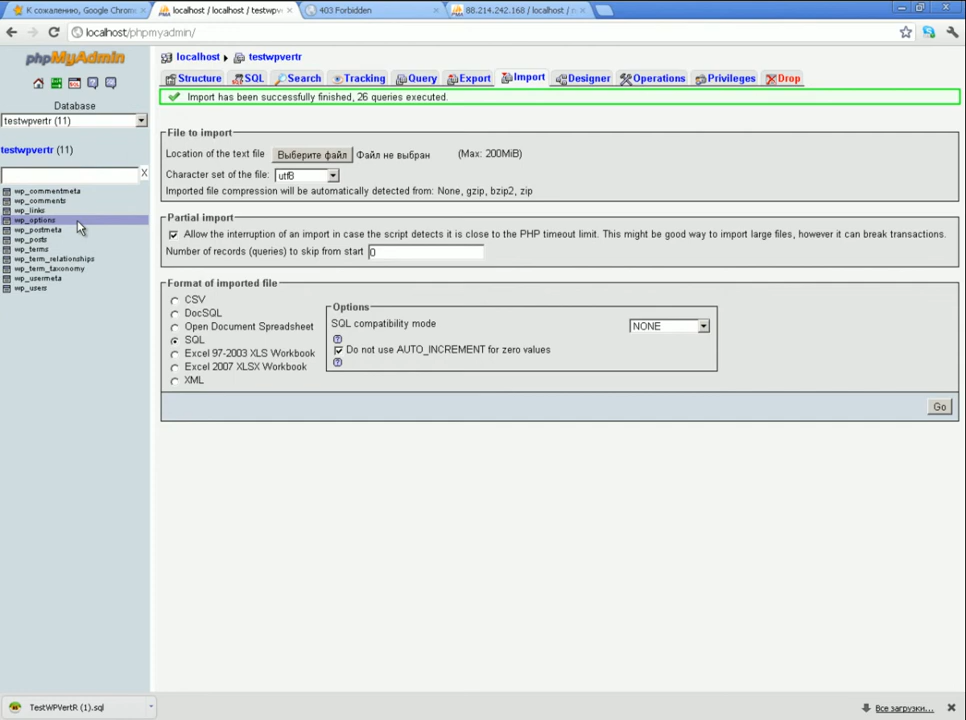 К сожалению, Google Chrom
localhost / localhost / testwpv
403 Forbidden
88.214.242.168 / localhost /
localhost/phpmyadmin/
phpMyAdmin
Database
testwpvertr (11)
testwpvertr (11)
X
wp_commentmeta
wp_comments
wp_links
wp_options
wp_postmeta
wp_posts
wp_terms
wp_term_relationships
wp_term_taxonomy
wp_usermeta
wp_users
localhost ▸ testwpvertr
Structure SQL Search Tracking Query Export Import Designer Operations Privileges Drop
Import has been successfully finished, 26 queries executed.
File to import
Location of the text file Выберите файл Файл не выбран (Max: 200MiB)
Character set of the file: utf8
Imported file compression will be automatically detected from: None, gzip, bzip2, zip
Partial import
Allow the interruption of an import in case the script detects it is close to the PHP timeout limit. This might be good way to import large files, however it can break transactions.
Number of records (queries) to skip from start 0
Format of imported file
CSV
DocSQL
Open Document Spreadsheet
SQL
Excel 97-2003 XLS Workbook
Excel 2007 XLSX Workbook
XML
Options
SQL compatibility mode NONE
Do not use AUTO_INCREMENT for zero values
Go
TestWPVertR (1).sql
Все загрузки...